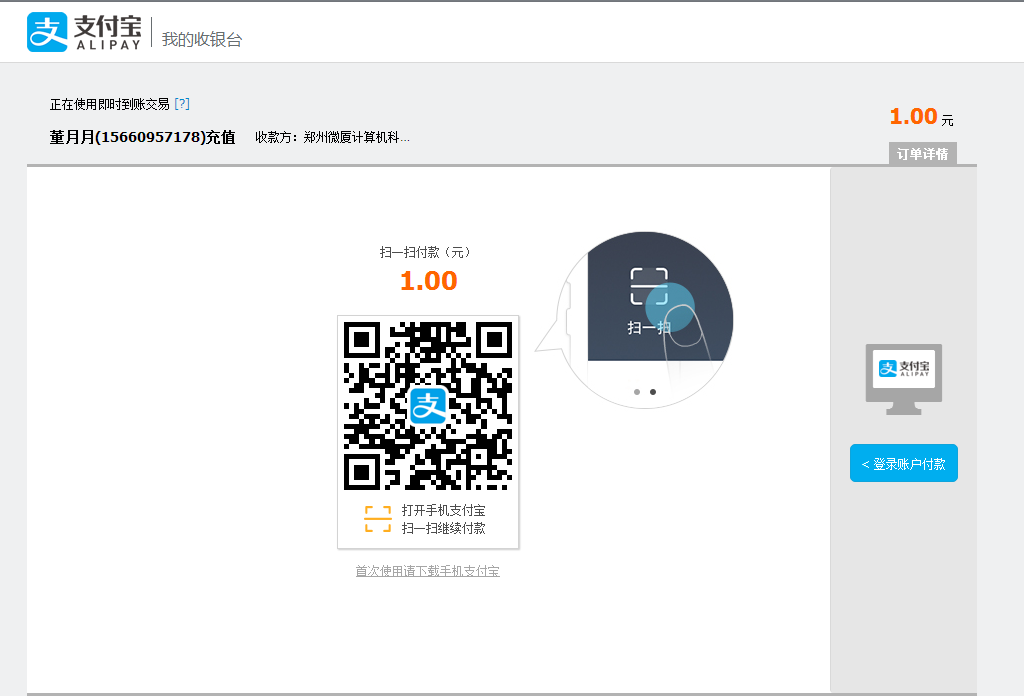 支付宝
ALIPAY
我的收银台
正在使用即时到账交易 [?]
董月月(15660957178)充值 收款方：郑州微厦计算机科...
1.00 元
订单详情
扫一扫付款（元）
1.00
扫一扫
支付宝
ALIPAY
< 登录账户付款
打开手机支付宝
扫一扫继续付款
首次使用请下载手机支付宝